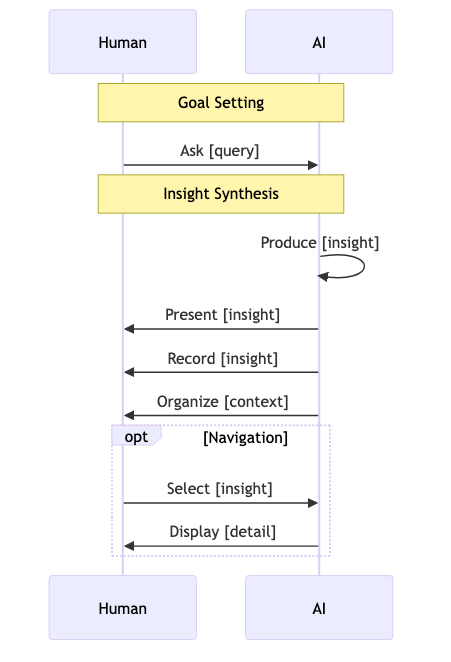 Human
AI
Goal Setting
Ask [query]
Insight Synthesis
Produce [insight]
Present [insight]
Record [insight]
Organize [context]
opt
[Navigation]
Select [insight]
Display [detail]
Human
AI